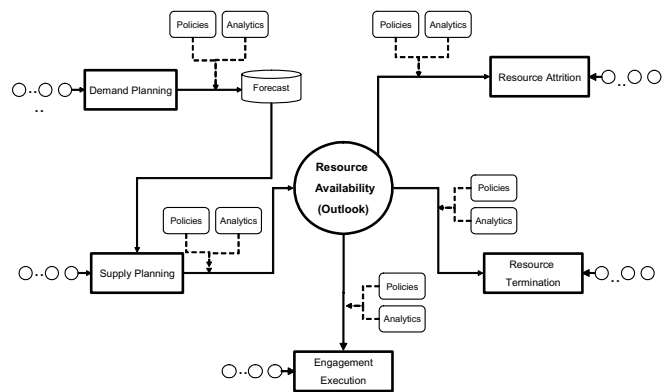 Policies
Analytics
Policies
Analytics
Demand Planning
Forecast
Resource Attrition
Resource
Availability
(Outlook)
Policies
Analytics
Policies
Analytics
Supply Planning
Resource
Termination
Policies
Analytics
Engagement
Execution